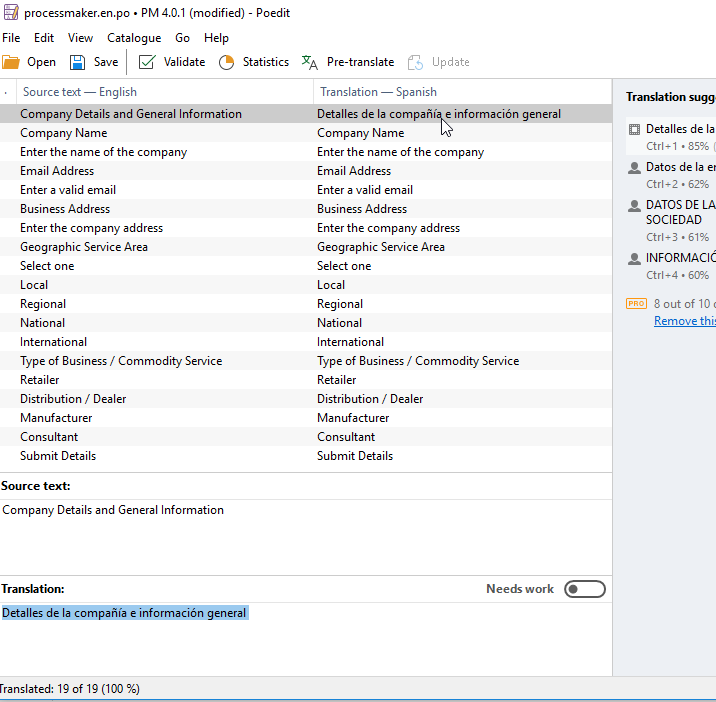 processmaker.en.po • PM 4.0.1 (modified) - Poedit
File Edit View Catalogue Go Help
Open Save Validate Statistics Pre-translate Update
Source text — English Translation — Spanish
Company Details and General Information Detalles de la compañía e información general
Company Name Company Name
Enter the name of the company Enter the name of the company
Email Address Email Address
Enter a valid email Enter a valid email
Business Address Business Address
Enter the company address Enter the company address
Geographic Service Area Geographic Service Area
Select one Select one
Local Local
Regional Regional
National National
International International
Type of Business / Commodity Service Type of Business / Commodity Service
Retailer Retailer
Distribution / Dealer Distribution / Dealer
Manufacturer Manufacturer
Consultant Consultant
Submit Details Submit Details
Source text:
Company Details and General Information
Translation: Needs work
Detalles de la compañía e información general
Translated: 19 of 19 (100 %)
Translation sugg
Detalles de la
Ctrl+1 • 85% (
Datos de la e
Ctrl+2 • 62%
DATOS DE LA
SOCIEDAD
Ctrl+3 • 61%
INFORMACIÓ
Ctrl+4 • 60%
PRO 8 out of 10
Remove this